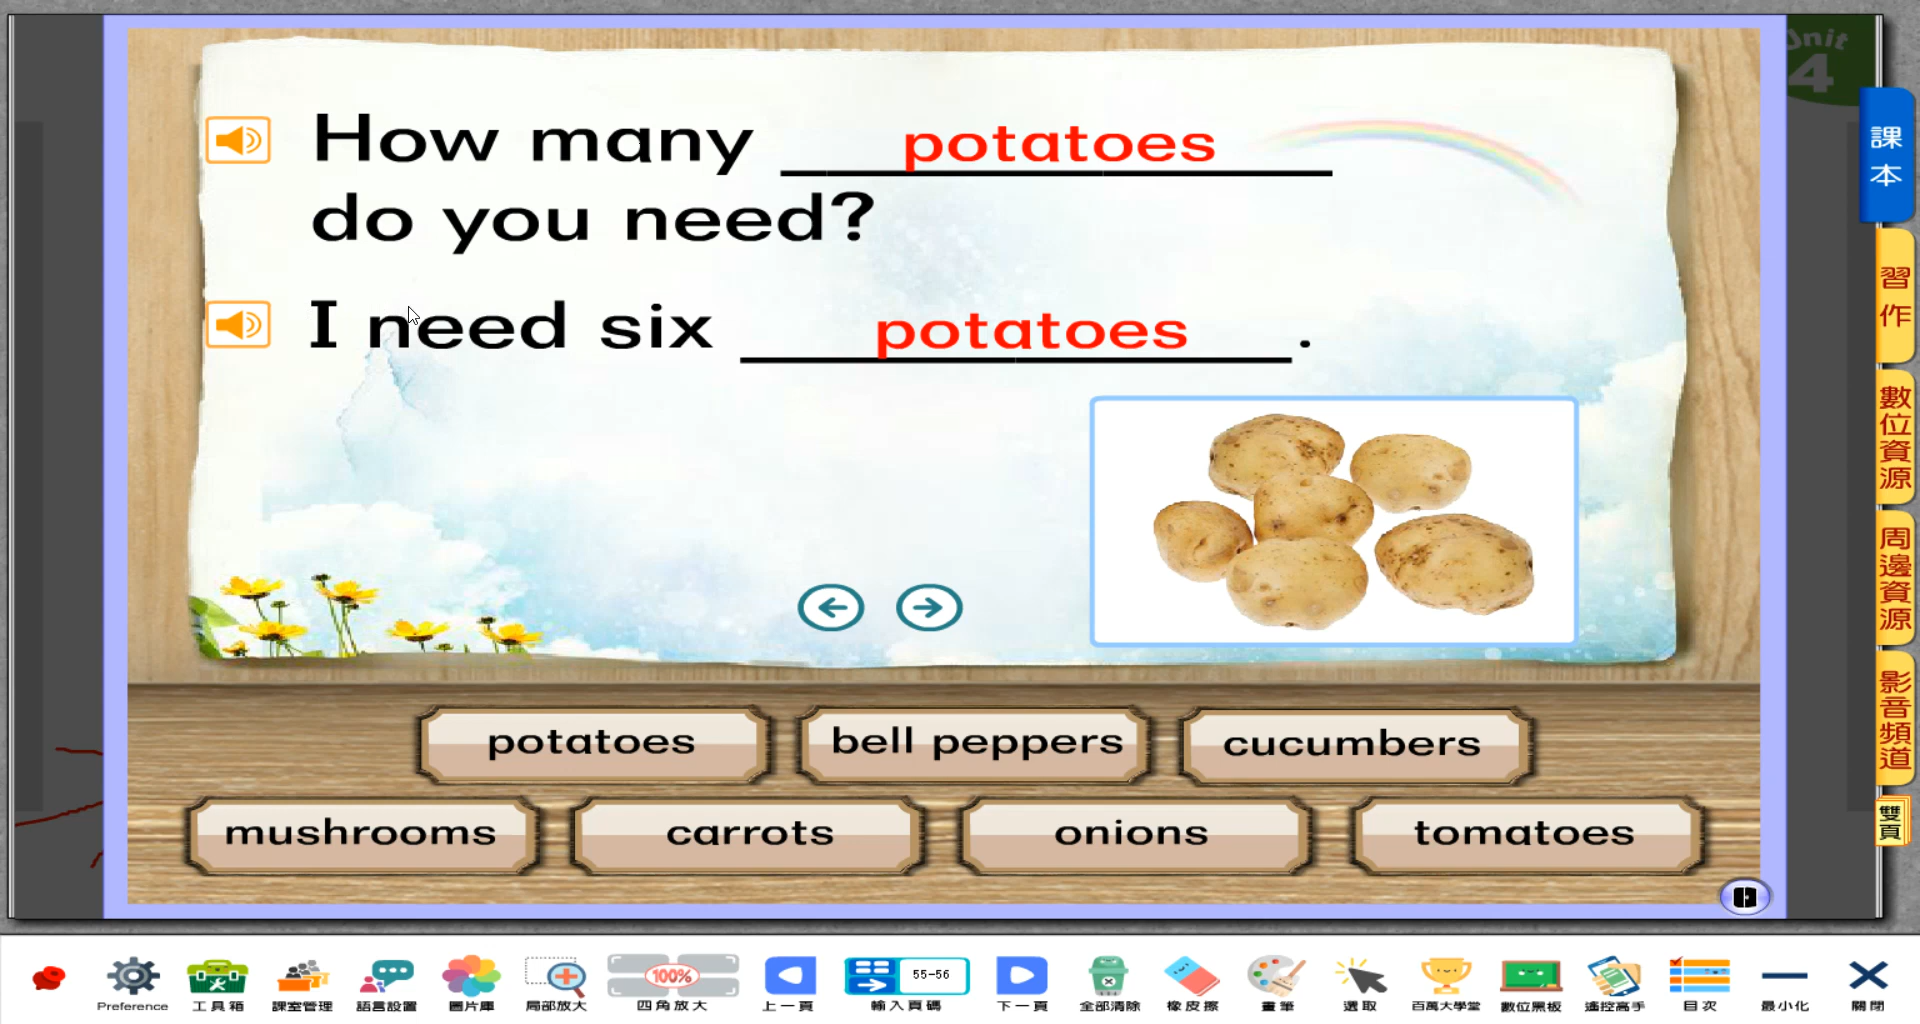 Unit
4
How many potatoes
do you need?
I need six potatoes.
potatoes
bell peppers
cucumbers
mushrooms
carrots
onions
tomatoes
課本
習作
數位資源
周邊資源
影音頻道
雙頁
Preference
工具箱
課室管理
語言設置
圖片庫
局部放大
100%
四角放大
上一頁
55-56
輸入頁碼
下一頁
全部清除
橡皮擦
畫筆
選取
百萬大學堂
數位黑板
遙控高手
目次
最小化
關閉